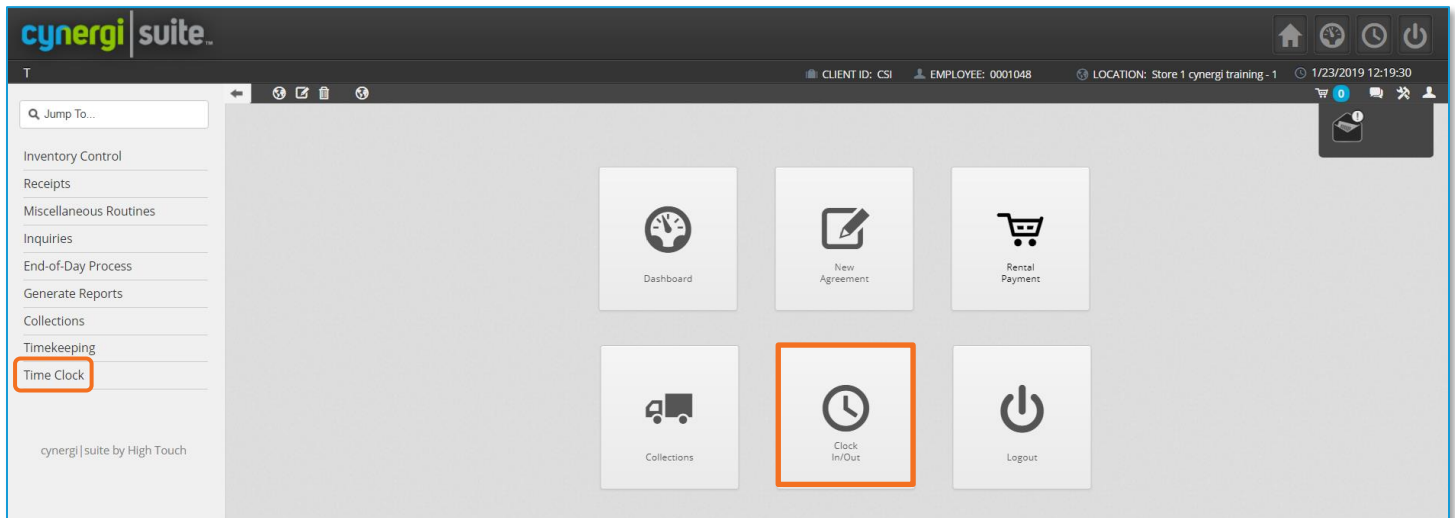 cynergi|suite™
T
CLIENT ID: CSI EMPLOYEE: 0001048 LOCATION: Store 1 cynergi training - 1 1/23/2019 12:19:30
0
Jump To...
Inventory Control
Receipts
Miscellaneous Routines
Inquiries
End-of-Day Process
Generate Reports
Collections
Timekeeping
Time Clock
cynergi|suite by High Touch
Dashboard
New
Agreement
Rental
Payment
Collections
Clock
In/Out
Logout